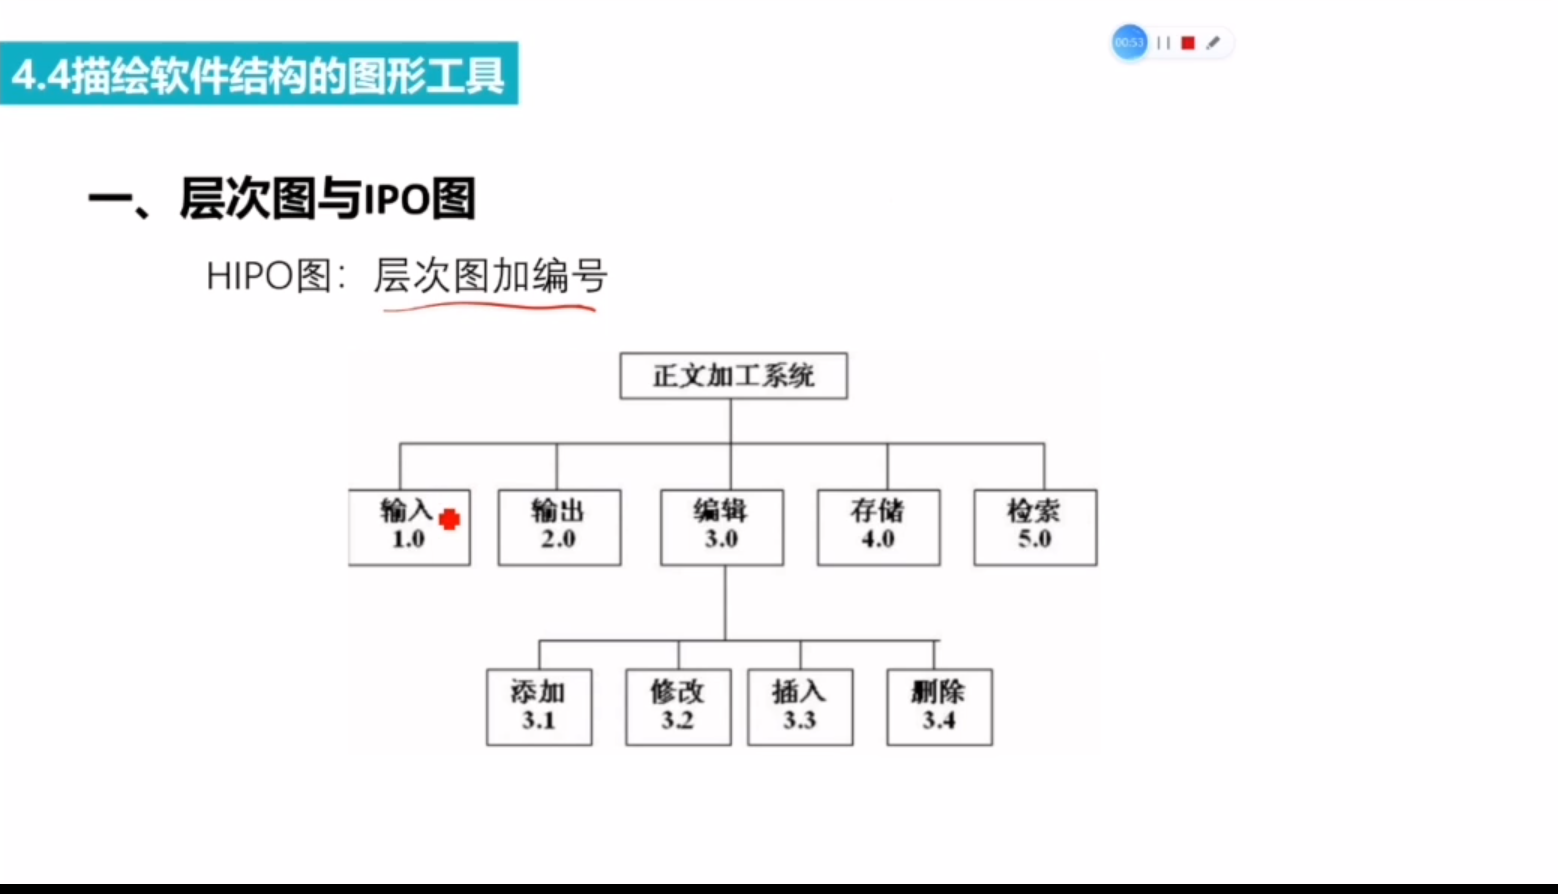 00:53
4.4描绘软件结构的图形工具
一、层次图与IPO图
HIPO图：层次图加编号
正文加工系统
输入 输出 编辑 存储 检索
1.0 2.0 3.0 4.0 5.0
添加 修改 插入 删除
3.1 3.2 3.3 3.4